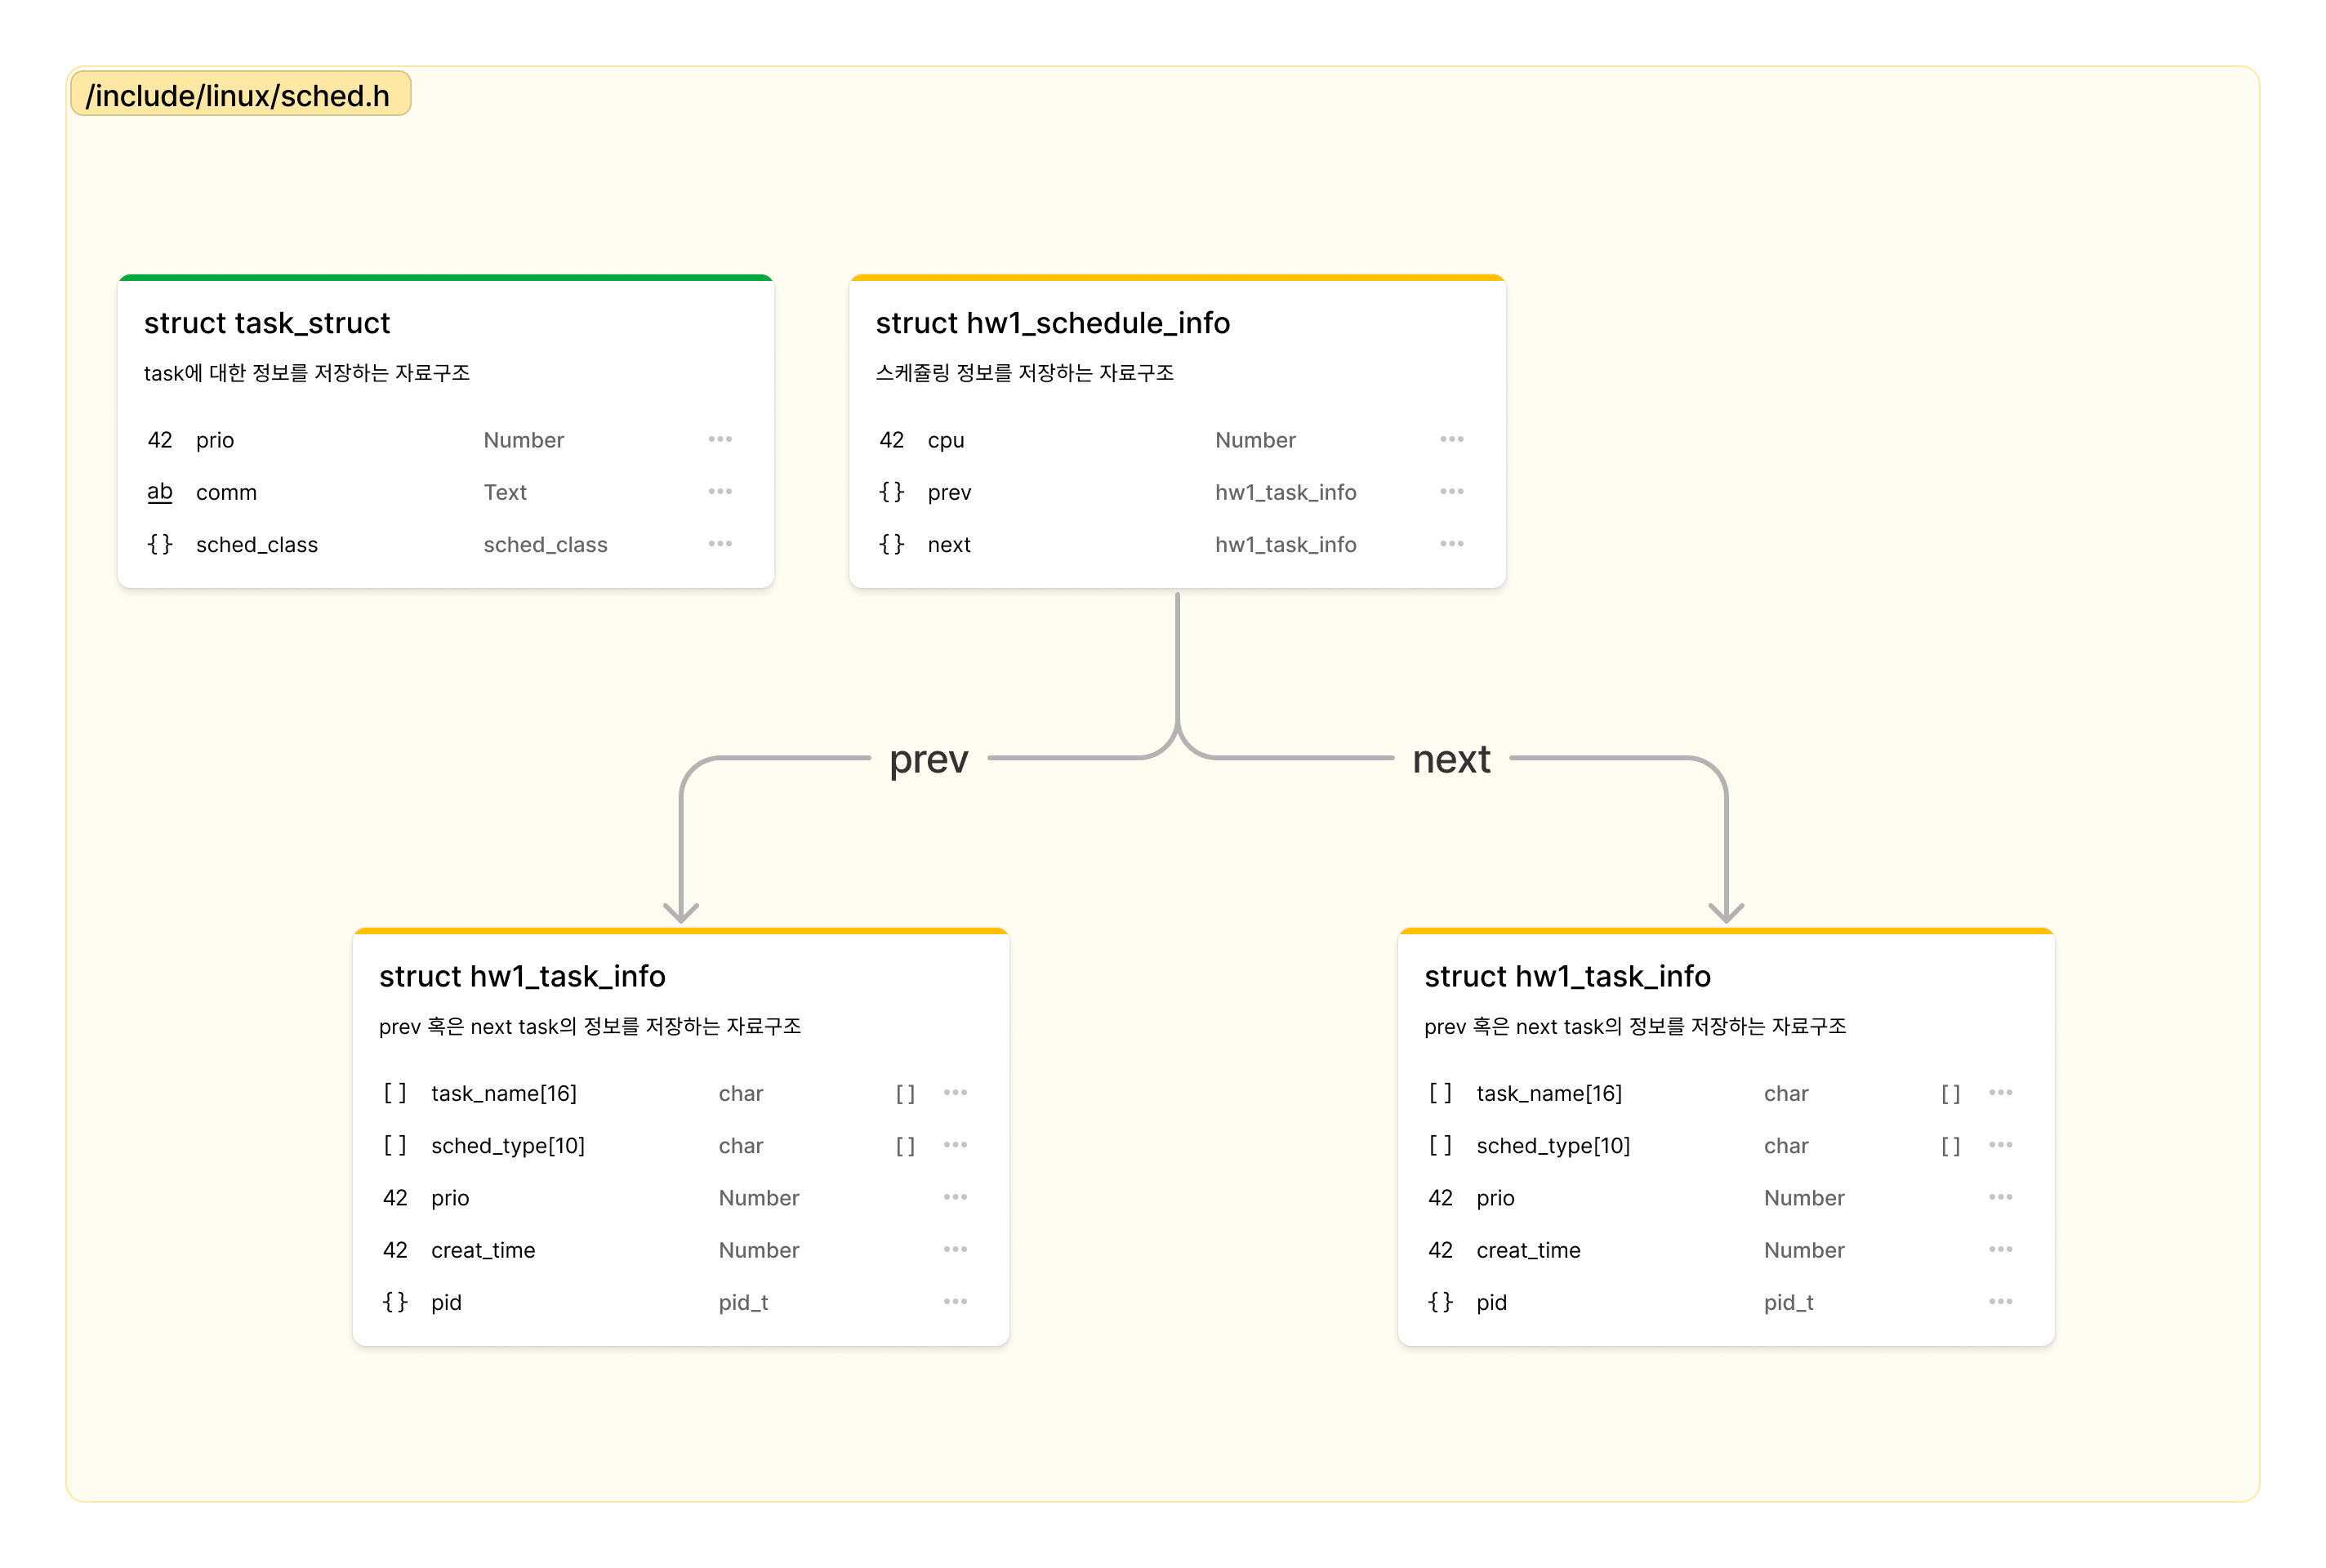 /include/linux/sched.h
struct task_struct
task에 대한 정보를 저장하는 자료구조
42 prio Number •••
ab comm Text •••
{} sched_class sched_class •••
struct hw1_schedule_info
스케쥴링 정보를 저장하는 자료구조
42 cpu Number •••
{} prev hw1_task_info •••
{} next hw1_task_info •••
prev
next
struct hw1_task_info
prev 혹은 next task의 정보를 저장하는 자료구조
[] task_name[16] char [] •••
[] sched_type[10] char [] •••
42 prio Number •••
42 creat_time Number •••
{} pid pid_t •••
struct hw1_task_info
prev 혹은 next task의 정보를 저장하는 자료구조
[] task_name[16] char [] •••
[] sched_type[10] char [] •••
42 prio Number •••
42 creat_time Number •••
{} pid pid_t •••